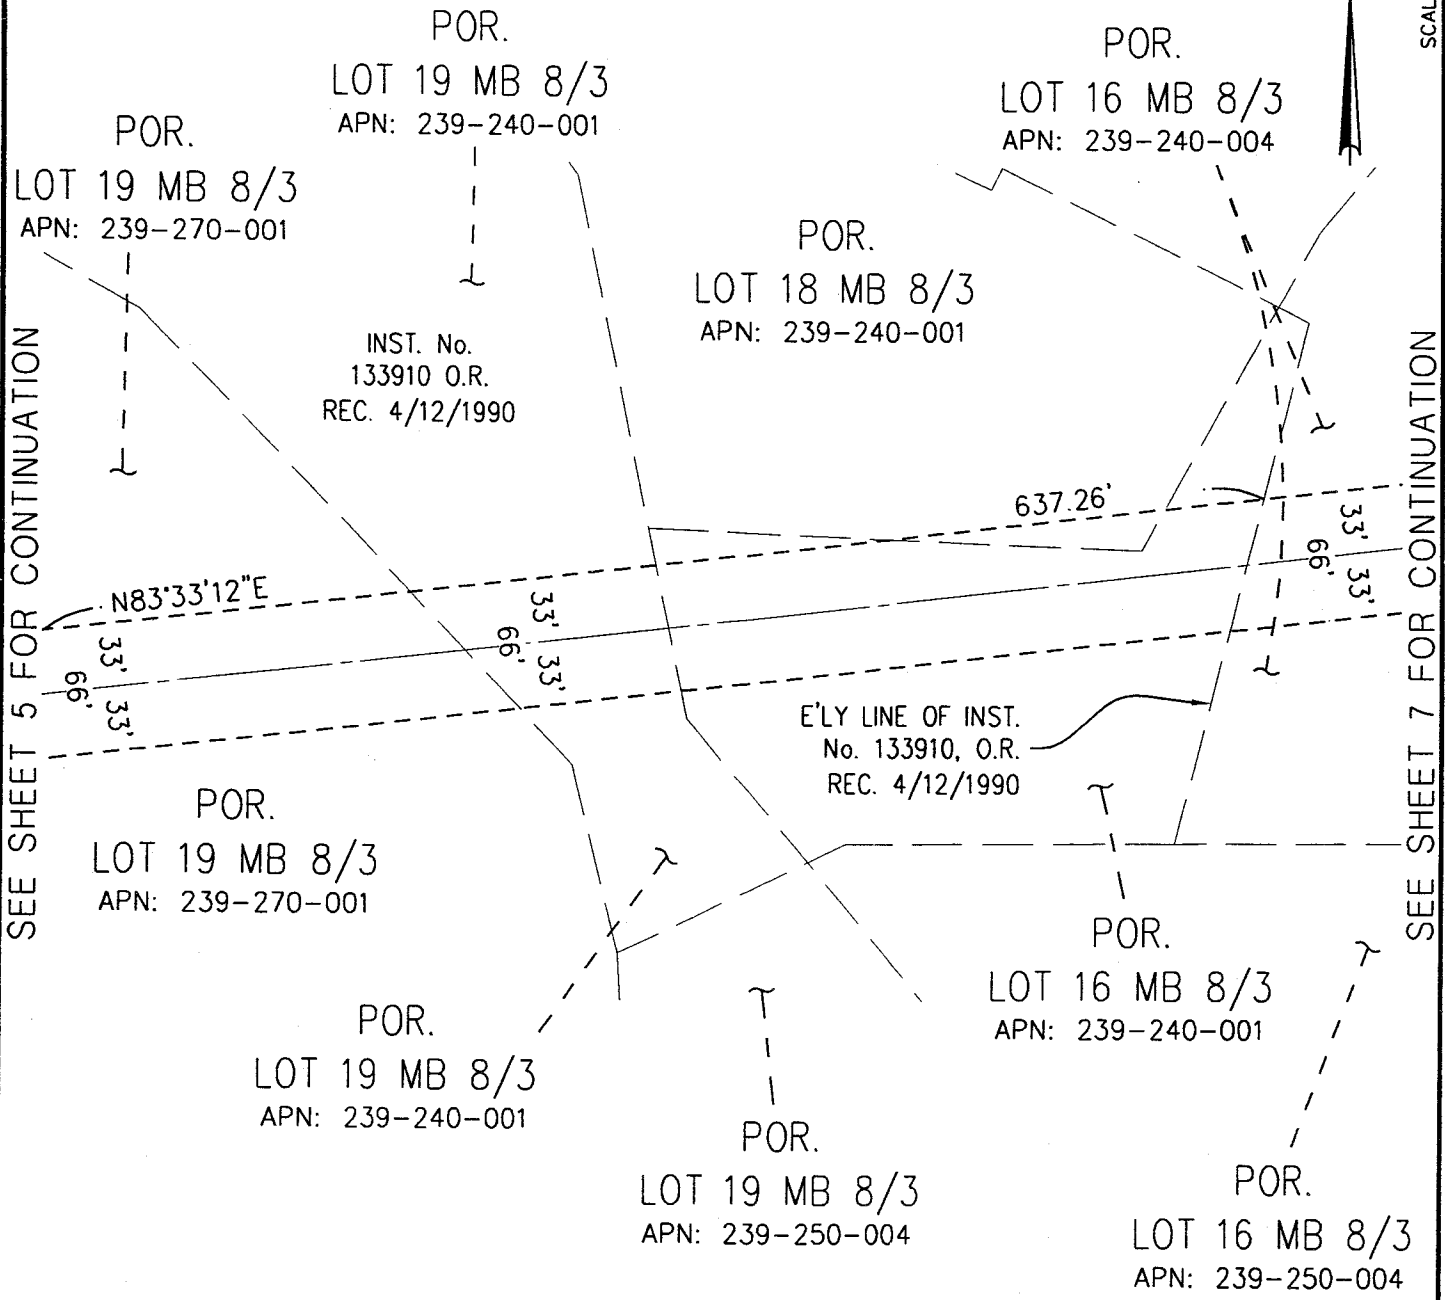 POR.
LOT 19 MB 8/3
APN: 239-240-001
POR.
LOT 16 MB 8/3
APN: 239-240-004
SCAL
POR.
LOT 19 MB 8/3
APN: 239-270-001
POR.
LOT 18 MB 8/3
APN: 239-240-001
INST. No.
133910 O.R.
REC. 4/12/1990
SEE SHEET 5 FOR CONTINUATION
SEE SHEET 7 FOR CONTINUATION
637.26'
N83°33'12"E
33'
66'
33'
33'
66'
33'
33'
66'
33'
E'LY LINE OF INST.
No. 133910, O.R.
REC. 4/12/1990
POR.
LOT 19 MB 8/3
APN: 239-270-001
POR.
LOT 16 MB 8/3
APN: 239-240-001
POR.
LOT 19 MB 8/3
APN: 239-240-001
POR.
LOT 19 MB 8/3
APN: 239-250-004
POR.
LOT 16 MB 8/3
APN: 239-250-004